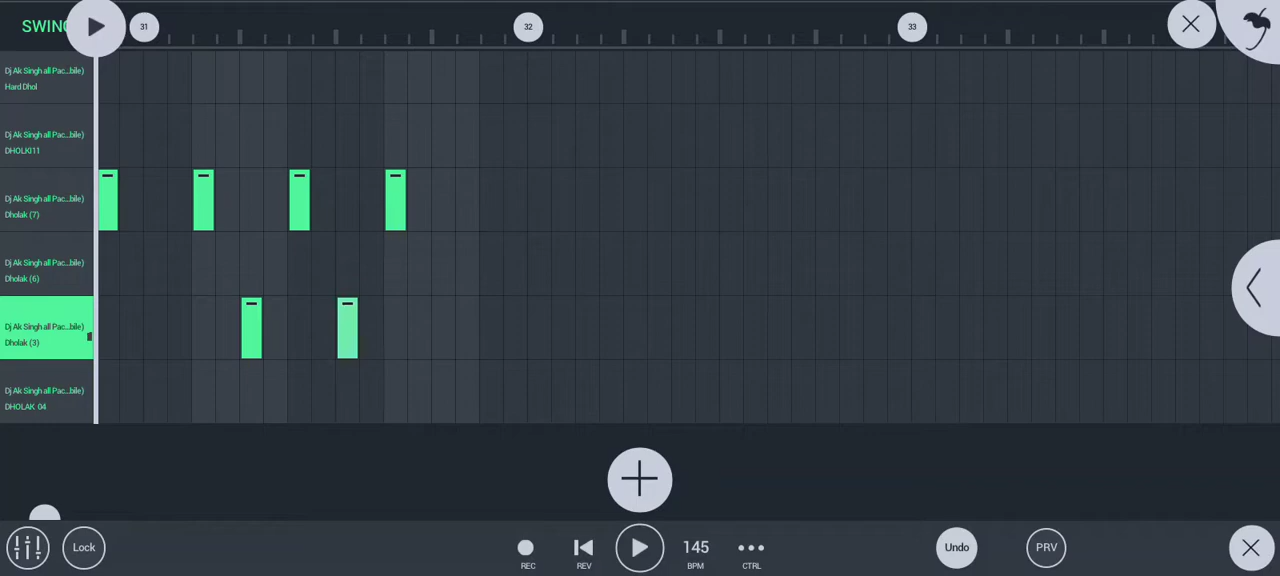 SWING
31
32
33
Dj Ak Singh all Pac...bile)
Hard Dhol
Dj Ak Singh all Pac...bile)
DHOLKI11
Dj Ak Singh all Pac...bile)
Dholak (7)
Dj Ak Singh all Pac...bile)
Dholak (6)
Dj Ak Singh all Pac...bile)
Dholak (3)
Dj Ak Singh all Pac...bile)
DHOLAK 04
Lock
REC
REV
145
BPM
CTRL
Undo
PRV